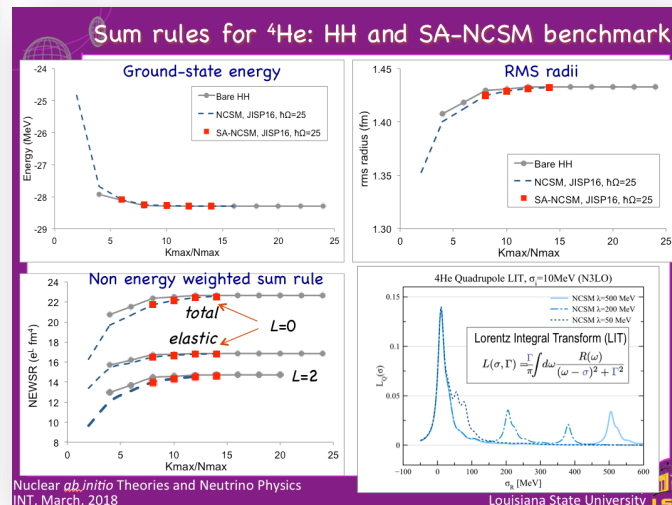 Sum rules for ⁴He: HH and SA-NCSM benchmark
Ground-state energy
-24
-25
-26
-27
-28
-29
Energy (MeV)
Bare HH
NCSM, JISP16, ħΩ=25
SA-NCSM, JISP16, ħΩ=25
0 5 10 15 20 25
Kmax/Nmax
RMS radii
1.45
1.40
1.35
1.30
rms radius (fm)
Bare HH
NCSM, JISP16, ħΩ=25
SA-NCSM, JISP16, ħΩ=25
0 5 10 15 20 25
Kmax/Nmax
Non energy weighted sum rule
24
22
20
18
16
14
12
10
8
NEWSR (e² fm⁴)
total
elastic
L=0
L=2
0 5 10 15 20 25
Kmax/Nmax
4He Quadrupole LIT, σᵢ=10MeV (N3LO)
0.15
0.1
0.05
0
L_Q(σ)
NCSM λ=500 MeV
NCSM λ=200 MeV
NCSM λ=50 MeV
Lorentz Integral Transform (LIT)
L(σ, Γ) = Γ/π ∫ dω R(ω)/((ω − σ)² + Γ²)
−100 0 100 200 300 400 500 600
σ_R [MeV]
Nuclear ab initio Theories and Neutrino Physics
INT, March, 2018
Louisiana State University